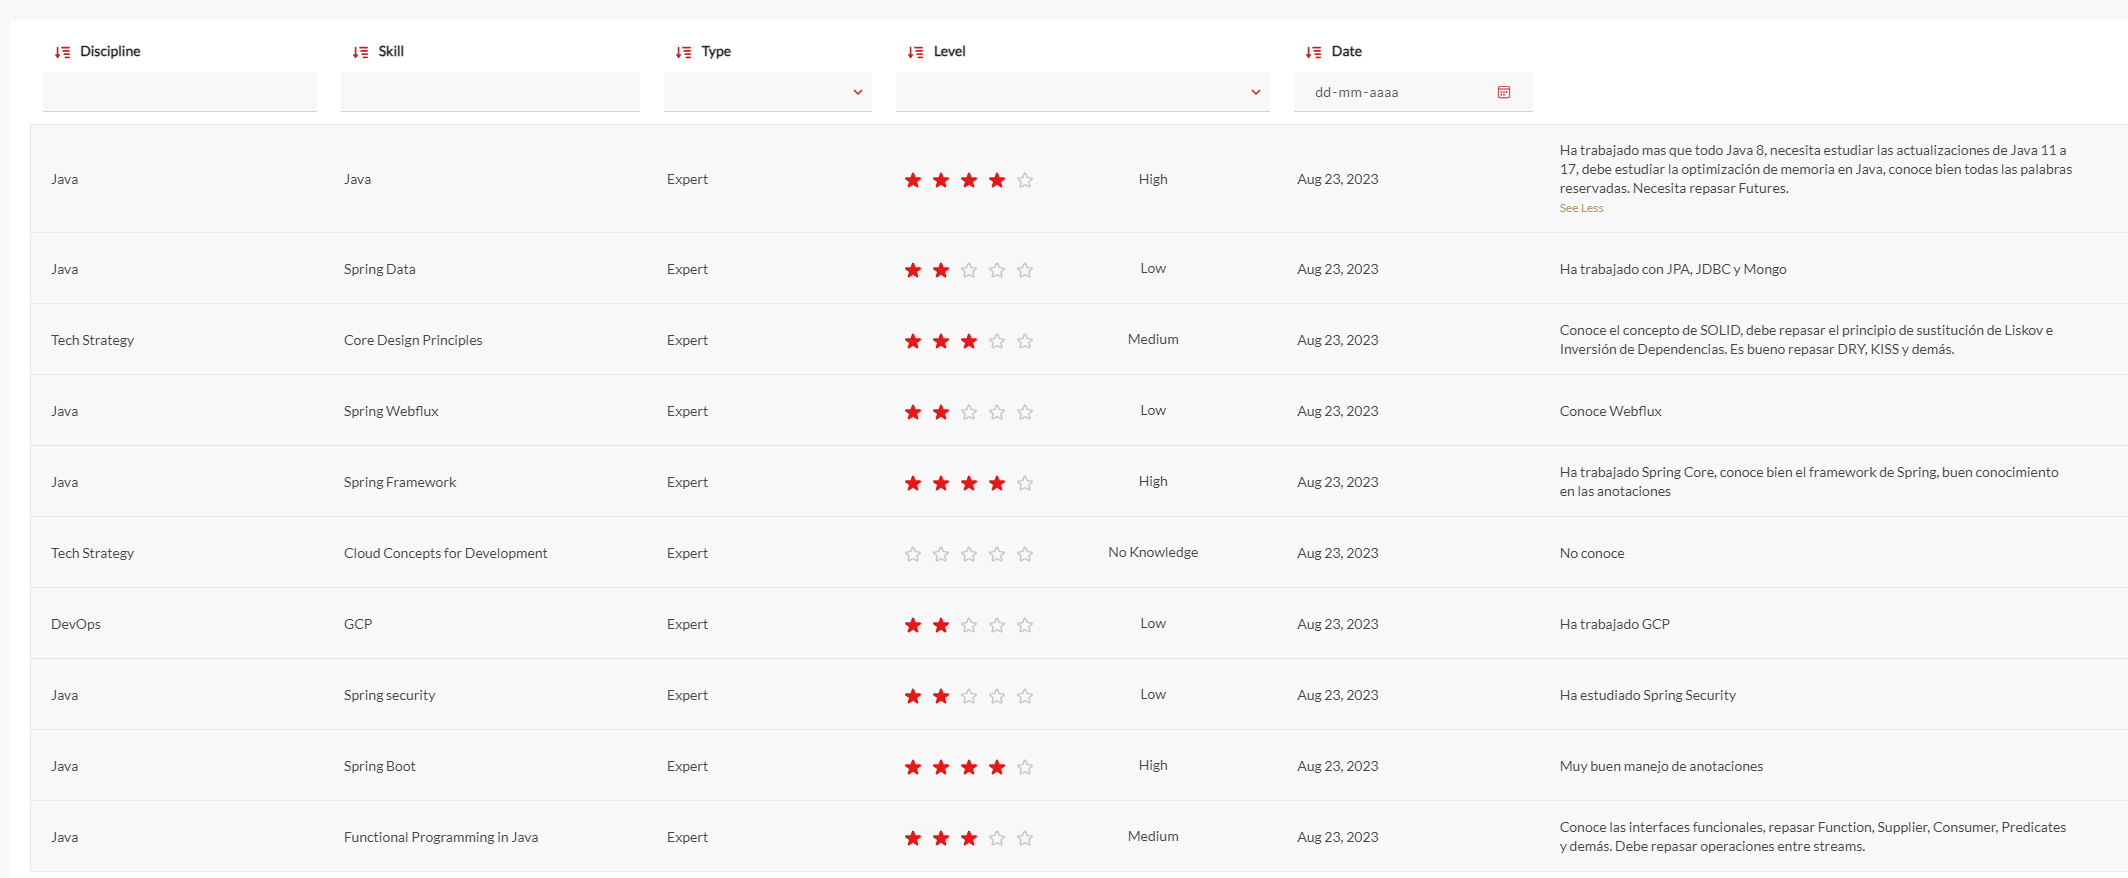 Discipline Skill Type Level Date
dd-mm-aaaa
Ha trabajado mas que todo Java 8, necesita estudiar las actualizaciones de Java 11 a
Java Java Expert High Aug 23, 2023 17, debe estudiar la optimización de memoria en Java, conoce bien todas las palabras
reservadas. Necesita repasar Futures.
See Less
Java Spring Data Expert Low Aug 23, 2023 Ha trabajado con JPA, JDBC y Mongo
Tech Strategy Core Design Principles Expert Medium Aug 23, 2023 Conoce el concepto de SOLID, debe repasar el principio de sustitución de Liskov e
Inversión de Dependencias. Es bueno repasar DRY, KISS y demás.
Java Spring Webflux Expert Low Aug 23, 2023 Conoce Webflux
Java Spring Framework Expert High Aug 23, 2023 Ha trabajado Spring Core, conoce bien el framework de Spring, buen conocimiento
en las anotaciones
Tech Strategy Cloud Concepts for Development Expert No Knowledge Aug 23, 2023 No conoce
DevOps GCP Expert Low Aug 23, 2023 Ha trabajado GCP
Java Spring security Expert Low Aug 23, 2023 Ha estudiado Spring Security
Java Spring Boot Expert High Aug 23, 2023 Muy buen manejo de anotaciones
Java Functional Programming in Java Expert Medium Aug 23, 2023 Conoce las interfaces funcionales, repasar Function, Supplier, Consumer, Predicates
y demás. Debe repasar operaciones entre streams.